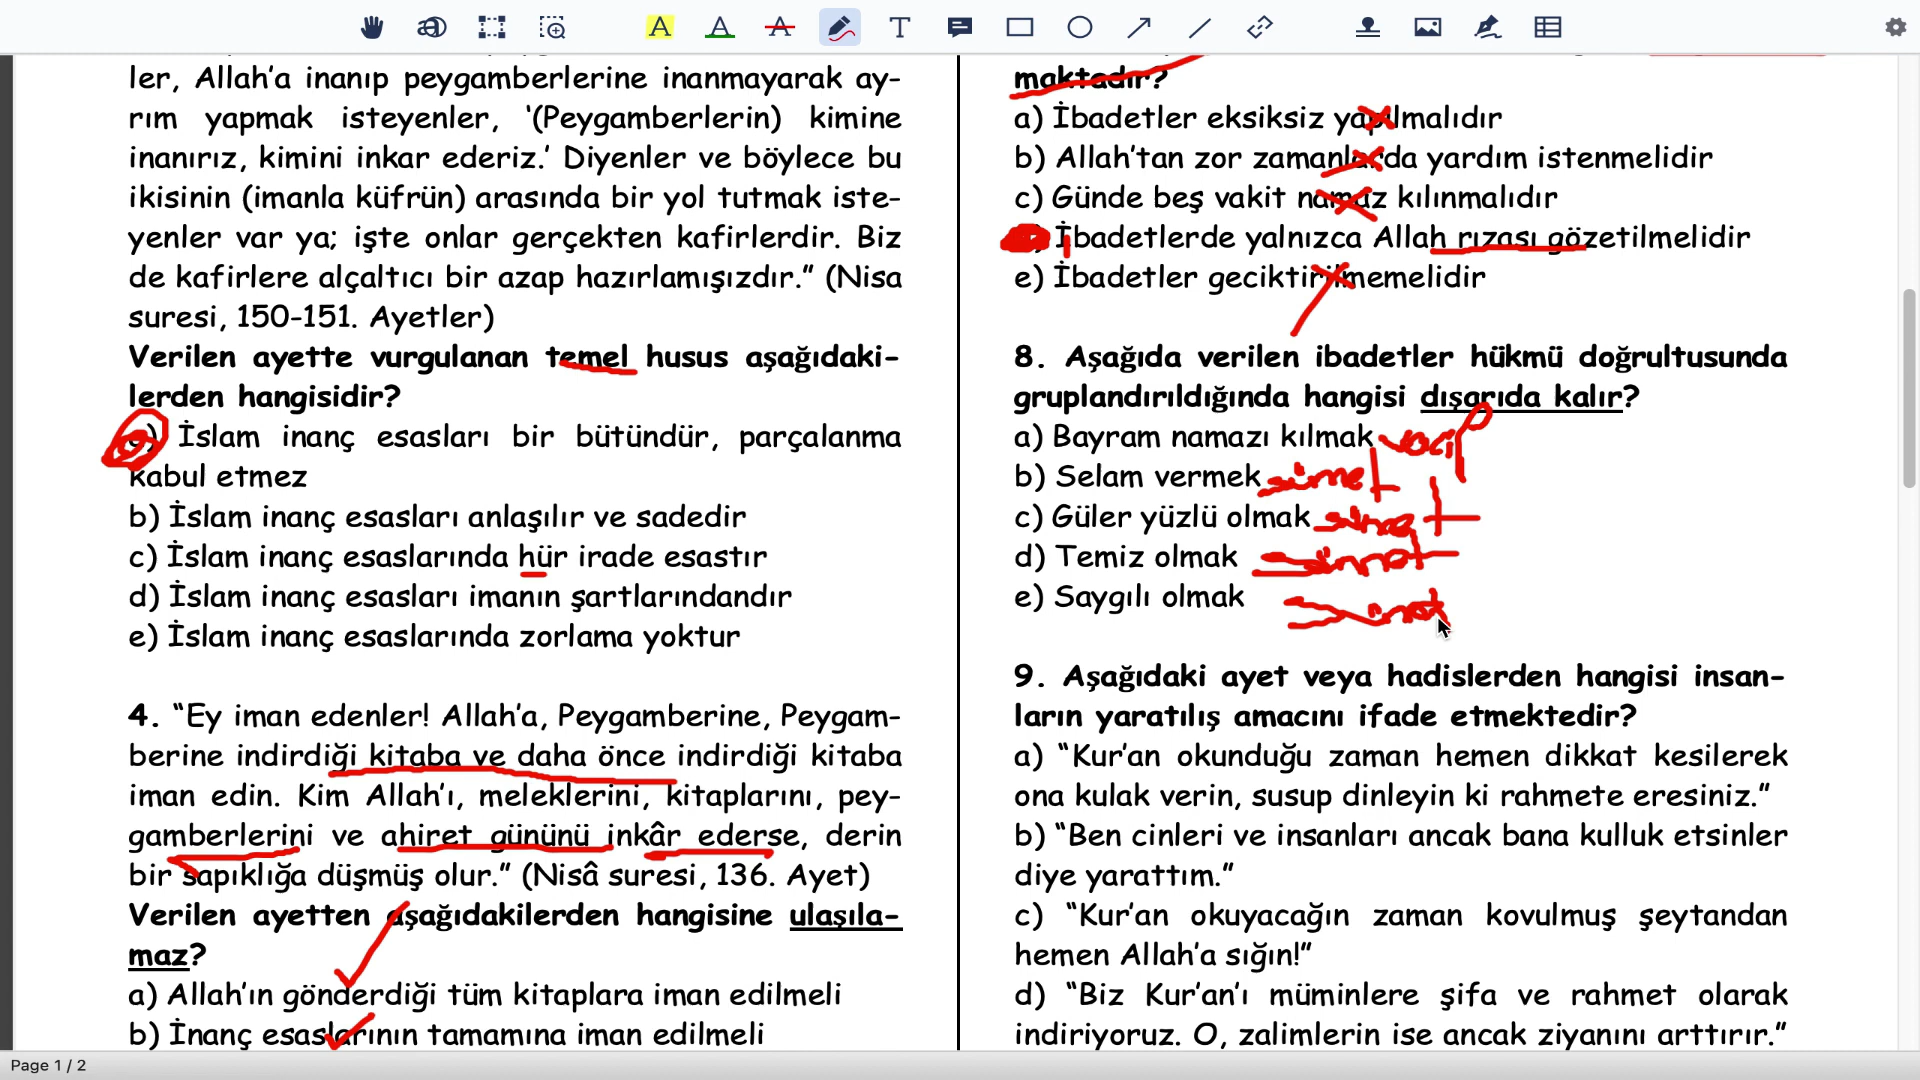 ler, Allah’a inanıp peygamberlerine inanmayarak ay-
rım yapmak isteyenler, ‘(Peygamberlerin) kimine
inanırız, kimini inkar ederiz.’ Diyenler ve böylece bu
ikisinin (imanla küfrün) arasında bir yol tutmak iste-
yenler var ya; işte onlar gerçekten kafirlerdir. Biz
de kafirlere alçaltıcı bir azap hazırlamışızdır.” (Nisa
suresi, 150-151. Ayetler)
Verilen ayette vurgulanan temel husus aşağıdaki-
lerden hangisidir?
a) İslam inanç esasları bir bütündür, parçalanma
kabul etmez
b) İslam inanç esasları anlaşılır ve sadedir
c) İslam inanç esaslarında hür irade esastır
d) İslam inanç esasları imanın şartlarındandır
e) İslam inanç esaslarında zorlama yoktur
4. “Ey iman edenler! Allah’a, Peygamberine, Peygam-
berine indirdiği kitaba ve daha önce indirdiği kitaba
iman edin. Kim Allah’ı, meleklerini, kitaplarını, pey-
gamberlerini ve ahiret gününü inkâr ederse, derin
bir sapıklığa düşmüş olur.” (Nisâ suresi, 136. Ayet)
Verilen ayetten aşağıdakilerden hangisine ulaşıla-
maz?
a) Allah’ın gönderdiği tüm kitaplara iman edilmeli
b) İnanç esaslarının tamamına iman edilmeli
maktadır?
a) İbadetler eksiksiz yapılmalıdır
b) Allah’tan zor zamanlarda yardım istenmelidir
c) Günde beş vakit namaz kılınmalıdır
İbadetlerde yalnızca Allah rızası gözetilmelidir
e) İbadetler geciktirilmemelidir
8. Aşağıda verilen ibadetler hükmü doğrultusunda
gruplandırıldığında hangisi dışarıda kalır?
a) Bayram namazı kılmak vacip
b) Selam vermek sünnet
c) Güler yüzlü olmak sünnet
d) Temiz olmak sünnet
e) Saygılı olmak sünnet
9. Aşağıdaki ayet veya hadislerden hangisi insan-
ların yaratılış amacını ifade etmektedir?
a) “Kur’an okunduğu zaman hemen dikkat kesilerek
ona kulak verin, susup dinleyin ki rahmete eresiniz.”
b) “Ben cinleri ve insanları ancak bana kulluk etsinler
diye yarattım.”
c) “Kur’an okuyacağın zaman kovulmuş şeytandan
hemen Allah’a sığın!”
d) “Biz Kur’an’ı müminlere şifa ve rahmet olarak
indiriyoruz. O, zalimlerin ise ancak ziyanını arttırır.”
Page 1 / 2